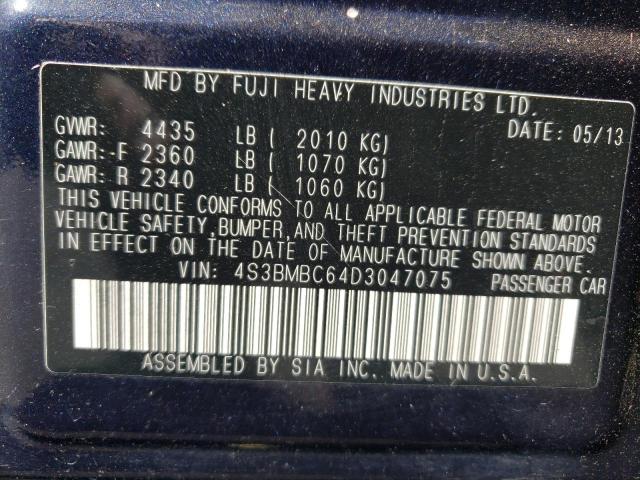 MFD BY FUJI HEAVY INDUSTRIES LTD.
GVWR: 4435 LB ( 2010 KG) DATE: 05/13
GAWR:-F 2360 LB ( 1070 KG)
GAWR: R 2340 LB ( 1060 KG)
THIS VEHICLE CONFORMS TO ALL APPLICABLE FEDERAL MOTOR
VEHICLE SAFETY, BUMPER, AND THEFT PREVENTION STANDARDS
IN EFFECT ON THE DATE OF MANUFACTURE SHOWN ABOVE.
VIN: 4S3BMBC64D3047075 PASSENGER CAR
ASSEMBLED BY SIA INC. MADE IN U.S.A.